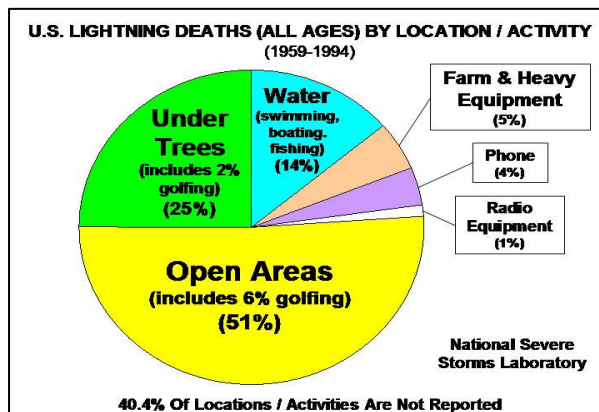 U.S. LIGHTNING DEATHS (ALL AGES) BY LOCATION / ACTIVITY
(1959-1994)
Under
Trees
(includes 2%
golfing)
(25%)
Water
(swimming,
boating.
fishing)
(14%)
Farm & Heavy
Equipment
(5%)
Phone
(4%)
Radio
Equipment
(1%)
Open Areas
(includes 6% golfing)
(51%)
National Severe
Storms Laboratory
40.4% Of Locations / Activities Are Not Reported